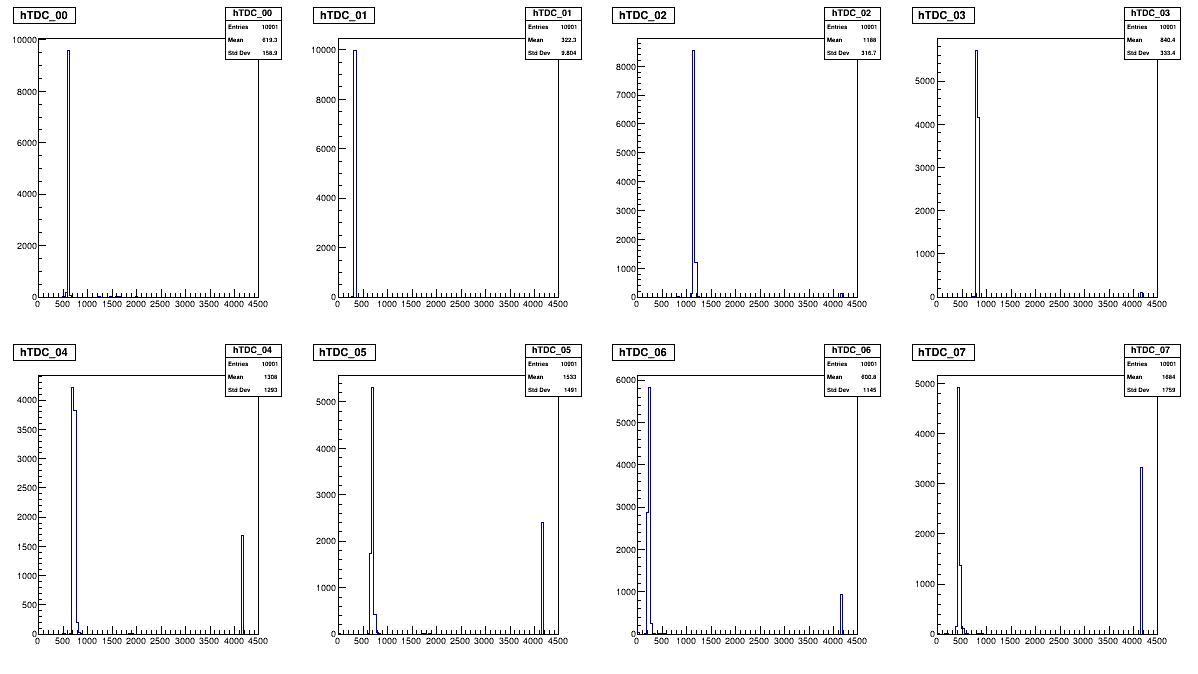 hTDC_00
hTDC_00
Entries 10001
Mean 619.3
Std Dev 158.9
10000
8000
6000
4000
2000
0
0 500 1000 1500 2000 2500 3000 3500 4000 4500
hTDC_01
hTDC_01
Entries 10001
Mean 322.3
Std Dev 9.804
10000
8000
6000
4000
2000
0
0 500 1000 1500 2000 2500 3000 3500 4000 4500
hTDC_02
hTDC_02
Entries 10001
Mean 1188
Std Dev 316.7
8000
7000
6000
5000
4000
3000
2000
1000
0
0 500 1000 1500 2000 2500 3000 3500 4000 4500
hTDC_03
hTDC_03
Entries 10001
Mean 840.4
Std Dev 333.4
5000
4000
3000
2000
1000
0
0 500 1000 1500 2000 2500 3000 3500 4000 4500
hTDC_04
hTDC_04
Entries 10001
Mean 1308
Std Dev 1293
4000
3500
3000
2500
2000
1500
1000
500
0
0 500 1000 1500 2000 2500 3000 3500 4000 4500
hTDC_05
hTDC_05
Entries 10001
Mean 1533
Std Dev 1491
5000
4000
3000
2000
1000
0
0 500 1000 1500 2000 2500 3000 3500 4000 4500
hTDC_06
hTDC_06
Entries 10001
Mean 600.8
Std Dev 1145
6000
5000
4000
3000
2000
1000
0
0 500 1000 1500 2000 2500 3000 3500 4000 4500
hTDC_07
hTDC_07
Entries 10001
Mean 1684
Std Dev 1759
5000
4000
3000
2000
1000
0
0 500 1000 1500 2000 2500 3000 3500 4000 4500